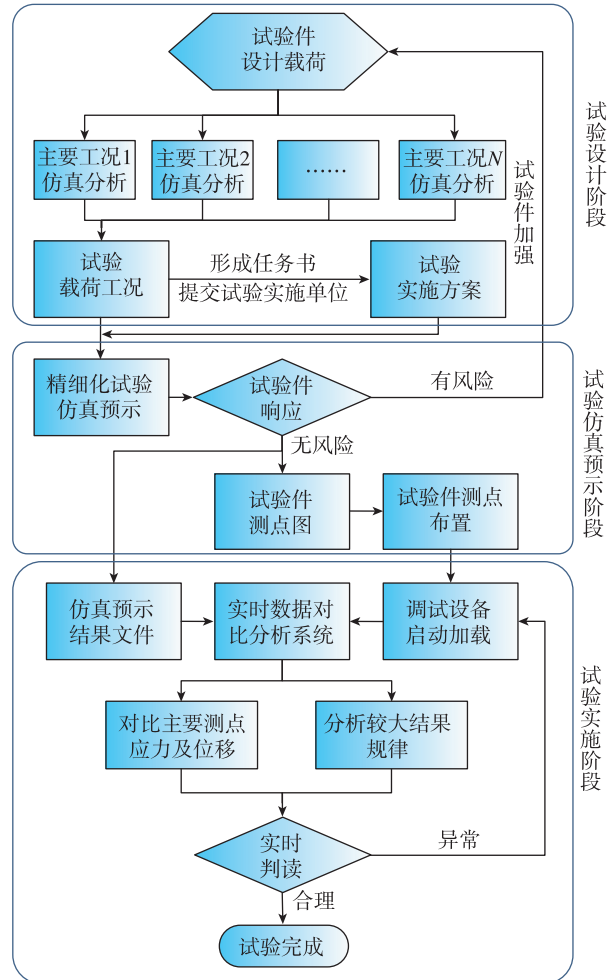 试验件
设计载荷
主要工况1
仿真分析
主要工况2
仿真分析
……
主要工况N
仿真分析
试验件加强
试验
载荷工况
形成任务书
提交试验实施单位
试验
实施方案
试验设计阶段
精细化试验
仿真预示
试验件
响应
有风险
无风险
试验件
测点图
试验件测点
布置
试验仿真预示阶段
仿真预示
结果文件
实时数据对
比分析系统
调试设备
启动加载
对比主要测点
应力及位移
分析较大结果
规律
实时
判读
异常
合理
试验完成
试验实施阶段